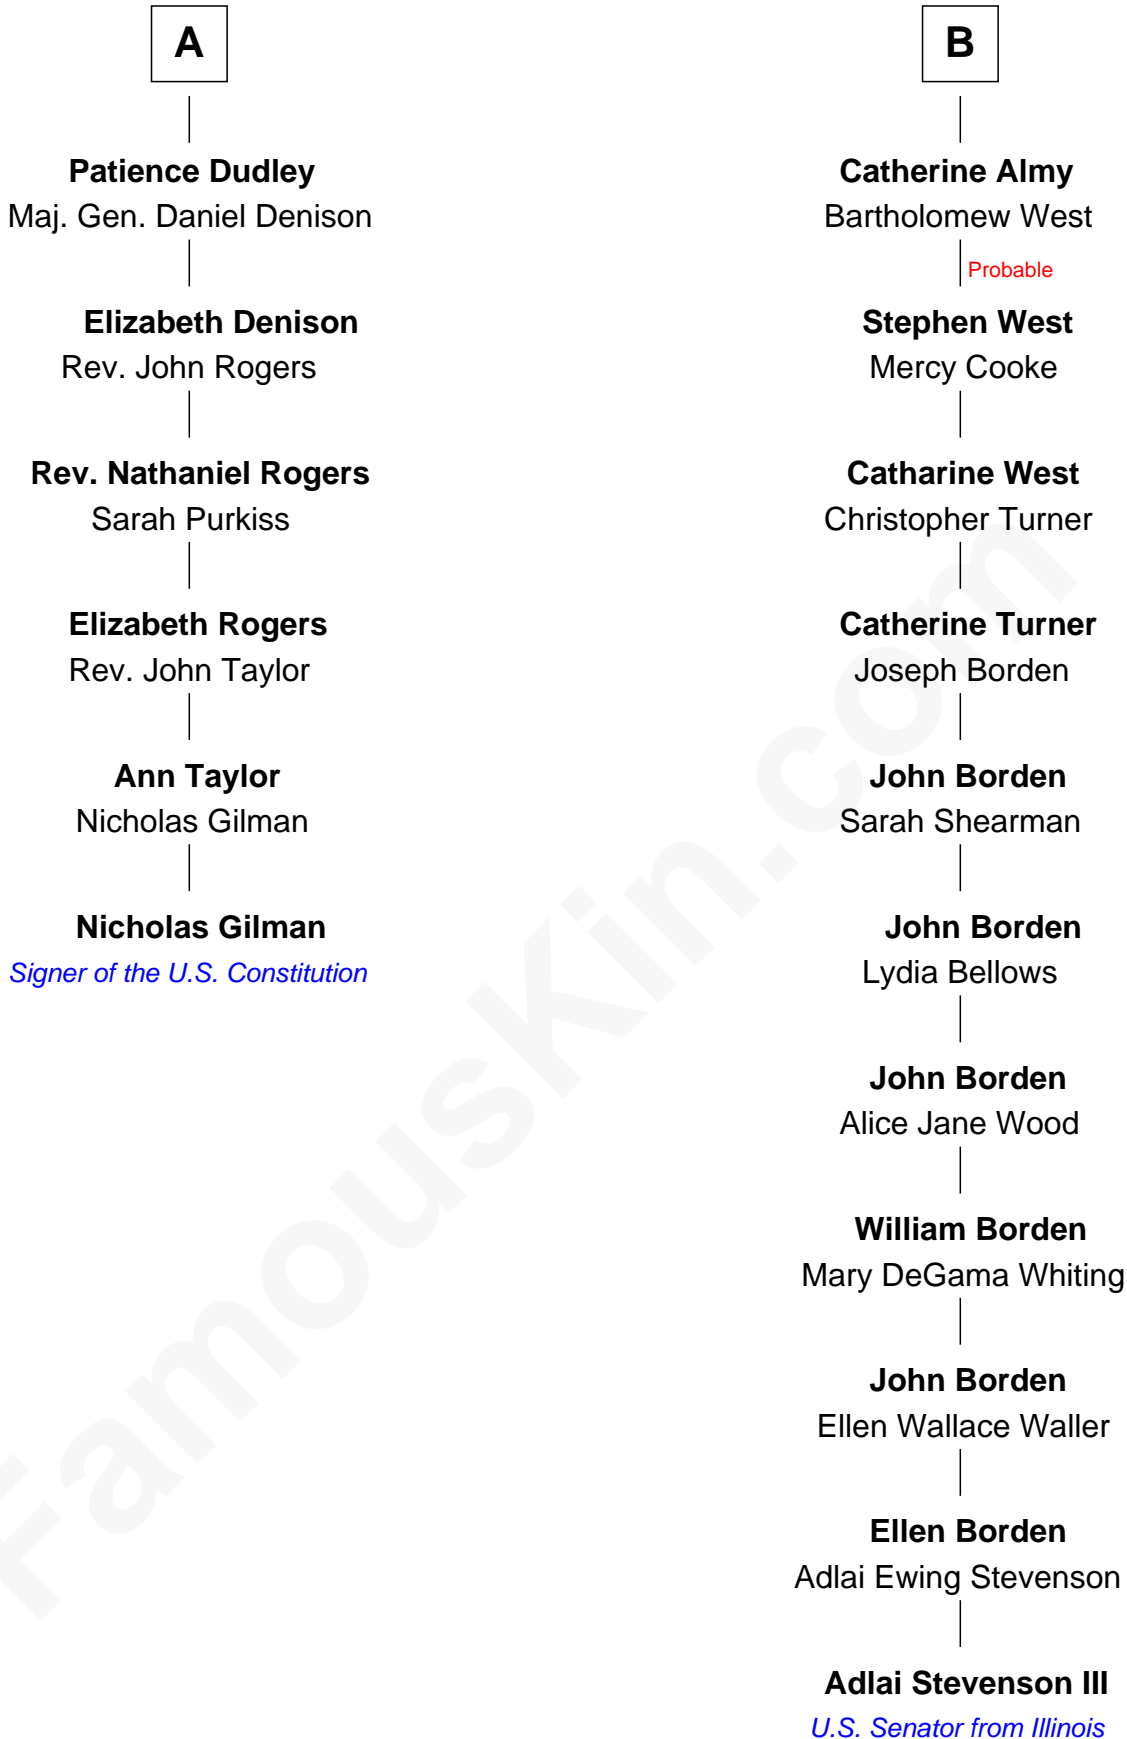 A
Patience Dudley
Maj. Gen. Daniel Denison
Elizabeth Denison
Rev. John Rogers
Rev. Nathaniel Rogers
Sarah Purkiss
Elizabeth Rogers
Rev. John Taylor
Ann Taylor
Nicholas Gilman
Nicholas Gilman
Signer of the U.S. Constitution
B
Catherine Almy
Bartholomew West
Probable
Stephen West
Mercy Cooke
Catharine West
Christopher Turner
Catherine Turner
Joseph Borden
John Borden
Sarah Shearman
John Borden
Lydia Bellows
John Borden
Alice Jane Wood
William Borden
Mary DeGama Whiting
John Borden
Ellen Wallace Waller
Ellen Borden
Adlai Ewing Stevenson
Adlai Stevenson III
U.S. Senator from Illinois
FamousKin.com